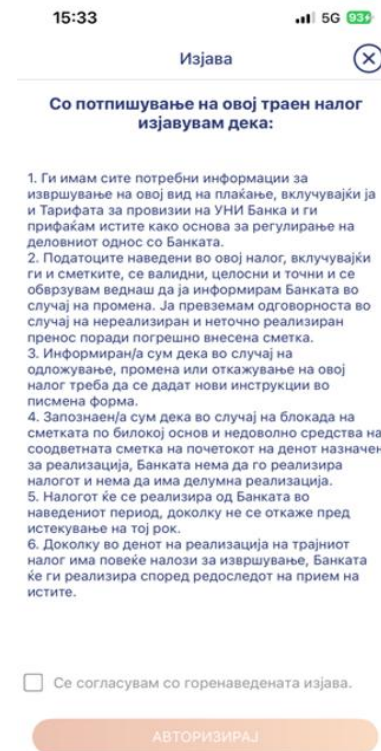 15:33
5G 93
Изјава
Со потпишување на овој траен налог
изјавувам дека:
1. Ги имам сите потребни информации за
извршување на овој вид на плаќање, вклучувајќи ја
и Тарифата за провизии на УНИ Банка и ги
прифаќам истите како основа за регулирање на
деловниот однос со Банката.
2. Податоците наведени во овој налог, вклучувајќи
ги и сметките, се валидни, целосни и точни и се
обврзувам веднаш да ја информирам Банката во
случај на промена. Ја превземам одговорноста во
случај на нереализиран и неточно реализиран
пренос поради погрешно внесена сметка.
3. Информиран/а сум дека во случај на
одложување, промена или откажување на овој
налог треба да се дадат нови инструкции во
писмена форма.
4. Запознаен/а сум дека во случај на блокада на
сметката по билокој основ и недоволно средства на
соодветната сметка на почетокот на денот назначен
за реализација, Банката нема да го реализира
налогот и нема да има делумна реализација.
5. Налогот ќе се реализира од Банката во
наведениот период, доколку не се откаже пред
истекување на тој рок.
6. Доколку во денот на реализација на трајниот
налог има повеќе налози за извршување, Банката
ќе ги реализира според редоследот на прием на
истите.
Се согласувам со горенаведената изјава.
АВТОРИЗИРАЈ